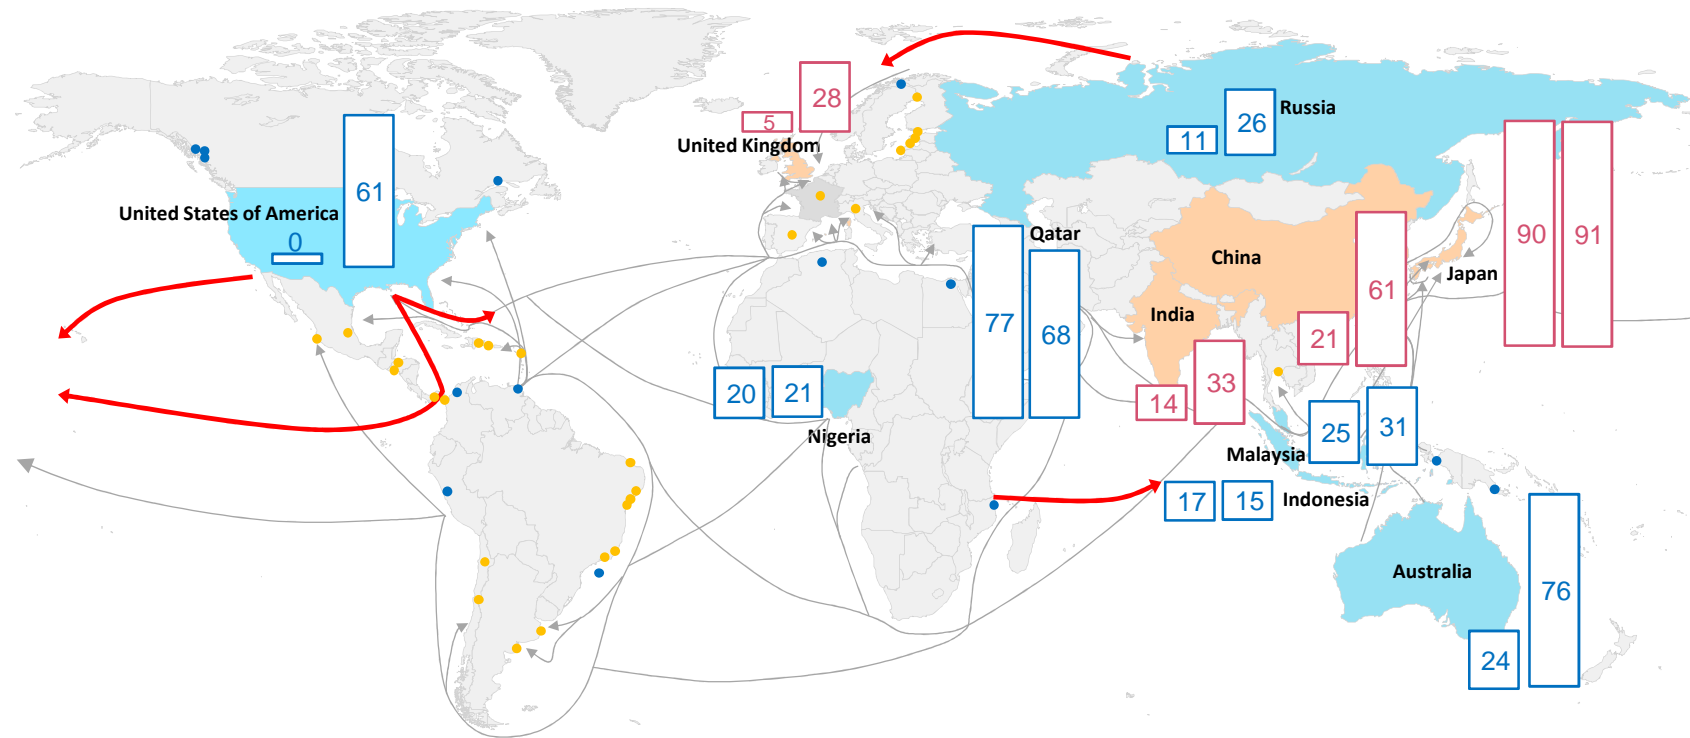 28
5
United Kingdom
Russia
26
11
61
United States of America
0
Qatar
77
68
China
India
Japan
90
91
61
21
14
33
20
21
Nigeria
25
31
Malaysia
17
15
Indonesia
Australia
76
24